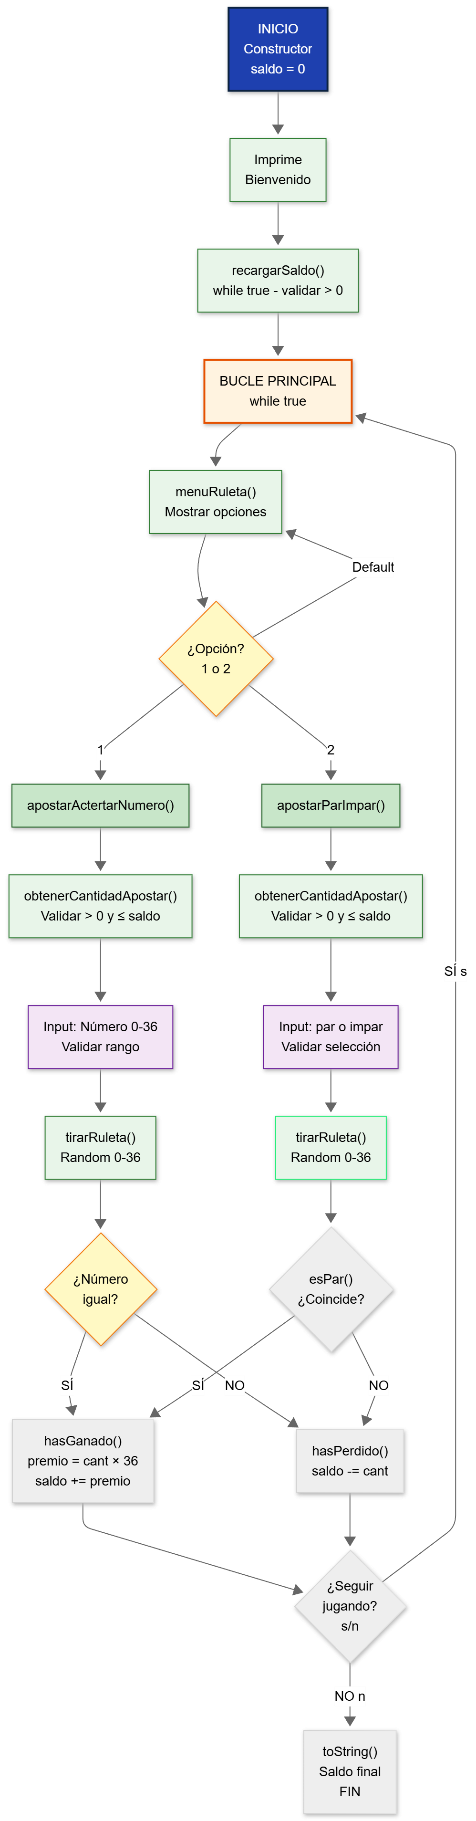 INICIO
Constructor
saldo = 0
Imprime
Bienvenido
recargarSaldo()
while true - validar > 0
BUCLE PRINCIPAL
while true
menuRuleta()
Mostrar opciones
Default
¿Opción?
1 o 2
1
2
apostarActertarNumero()
apostarParImpar()
obtenerCantidadApostar()
Validar > 0 y ≤ saldo
obtenerCantidadApostar()
Validar > 0 y ≤ saldo
SÍ s
Input: Número 0-36
Validar rango
Input: par o impar
Validar selección
tirarRuleta()
Random 0-36
tirarRuleta()
Random 0-36
¿Número
igual?
esPar()
¿Coincide?
SÍ
SÍ
NO
NO
hasGanado()
premio = cant × 36
saldo += premio
hasPerdido()
saldo -= cant
¿Seguir
jugando?
s/n
NO n
toString()
Saldo final
FIN